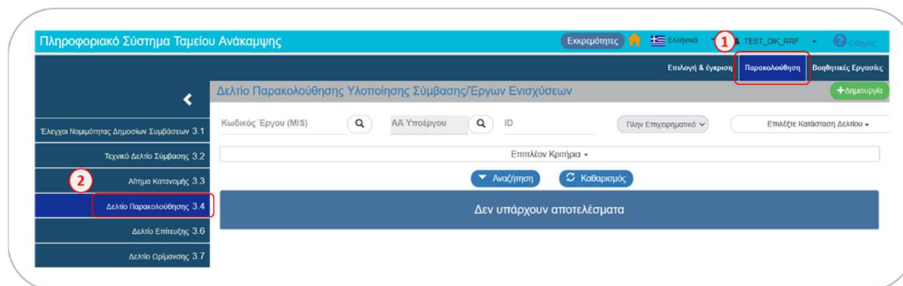 Πληροφοριακό Σύστημα Ταμείου Ανάκαμψης
Εκκρεμότητες Ελληνικά 1 TEST_DIK_RRF Οδηγίες
Επιλογή & έγκριση Παρακολούθηση Βοηθητικές Εργασίες
Δελτίο Παρακολούθησης Υλοποίησης Σύμβασης/Έργων Ενισχύσεων +Δημιουργία
Κωδικός Έργου (MIS) ΑΑ Υποέργου ID Πλην Επιχειρηματικό Επιλέξτε Κατάσταση Δελτίου
Έλεγχοι Νομιμότητας Δημοσίων Συμβάσεων 3.1
Τεχνικό Δελτίο Σύμβασης 3.2
Επιπλέον Κριτήρια
2 Αίτημα Κατανομής 3.3
Αναζήτηση Καθαρισμός
Δελτίο Παρακολούθησης 3.4
Δεν υπάρχουν αποτελέσματα
Δελτίο Επίτευξης 3.6
Δελτίο Ωρίμανσης 3.7